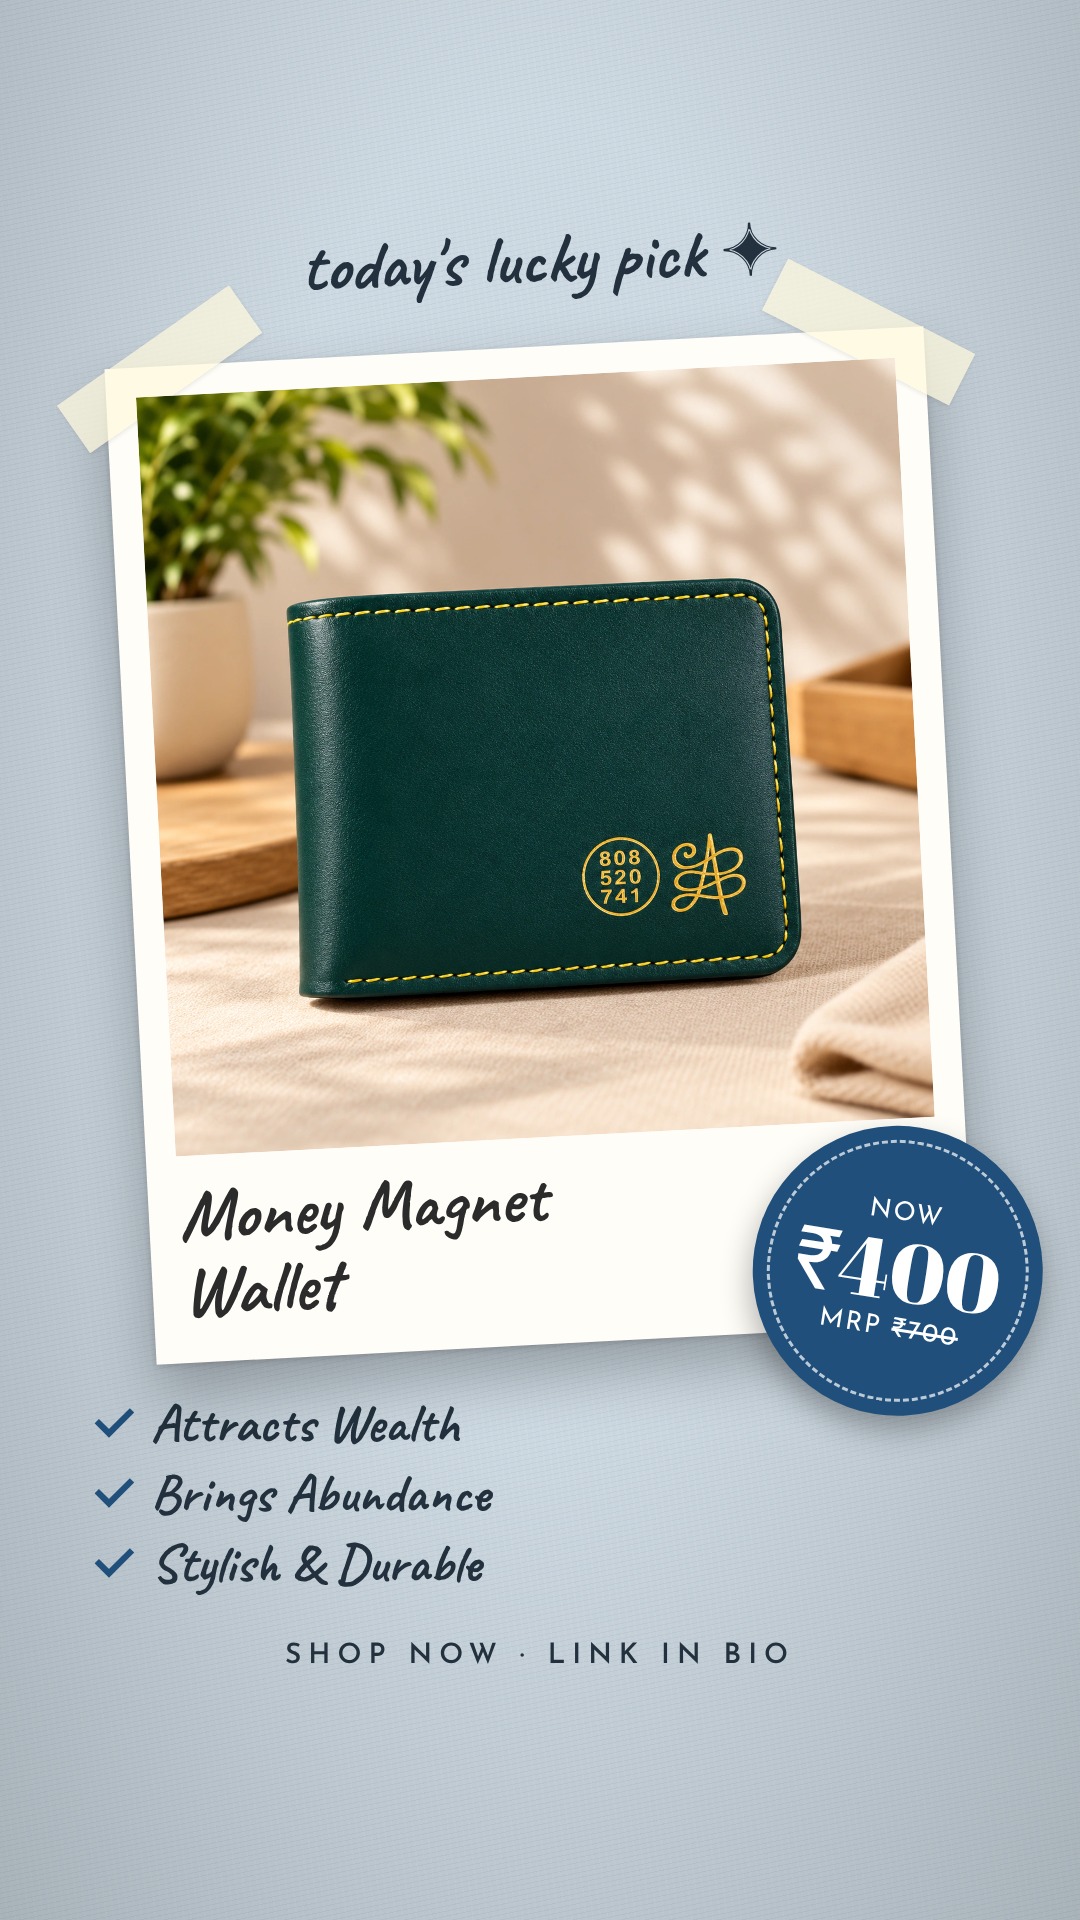 today's lucky pick
808
520
741
Money Magnet
Wallet
NOW
₹400
MRP ₹700
Attracts Wealth
Brings Abundance
Stylish & Durable
SHOP NOW · LINK IN BIO